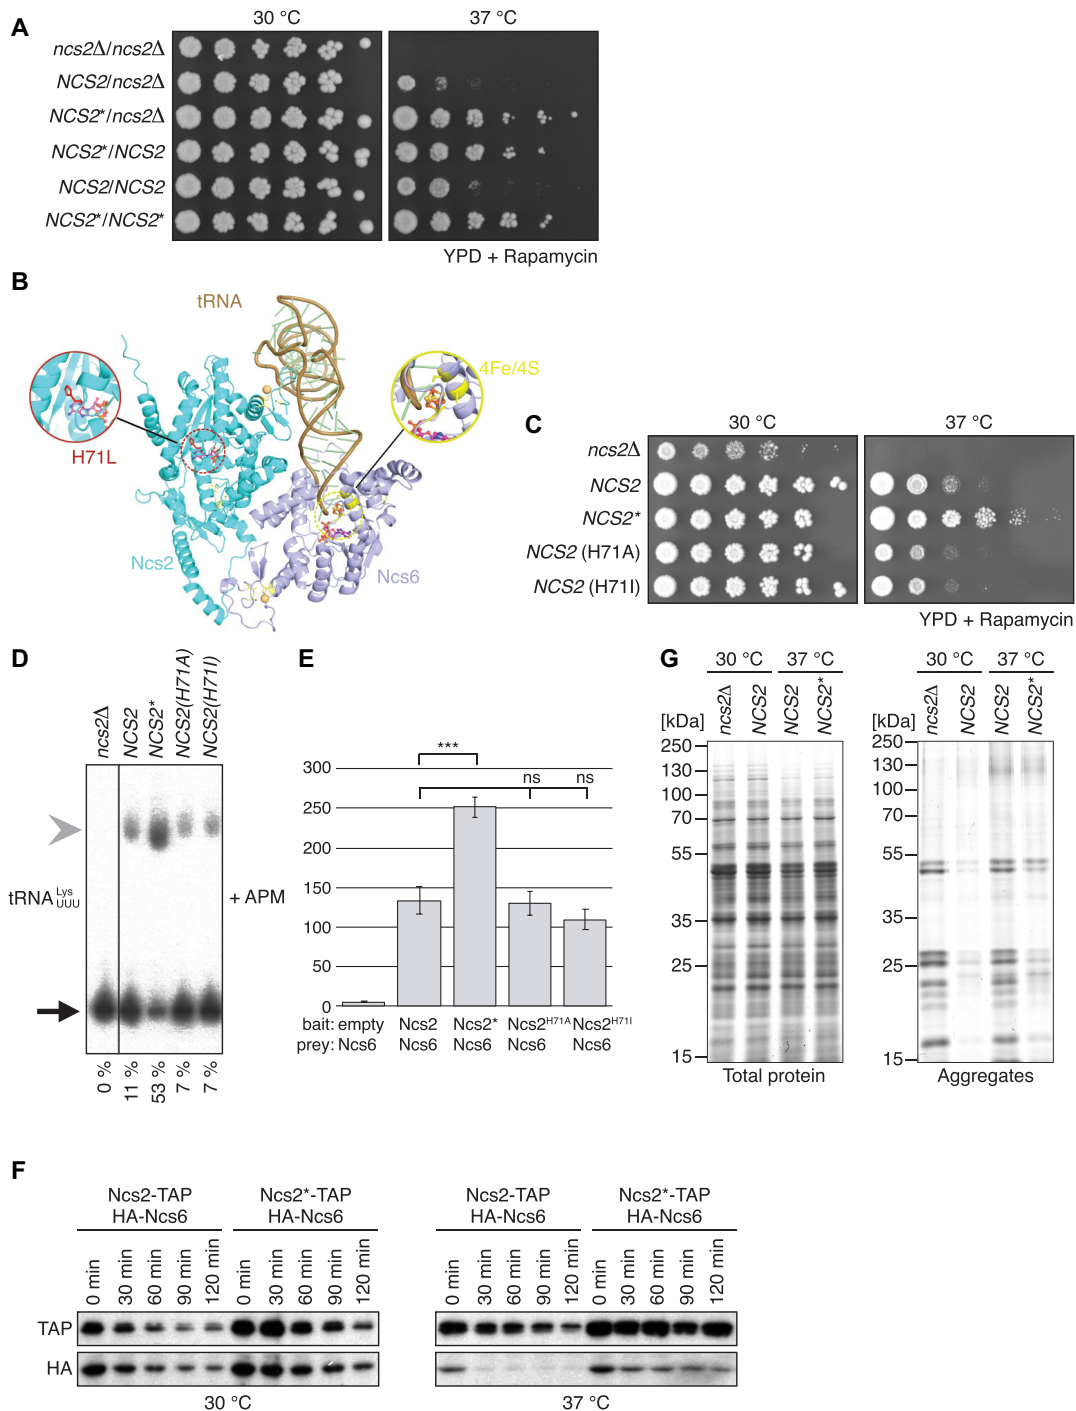 A
30 °C
37 °C
ncs2Δ/ncs2Δ
NCS2/ncs2Δ
NCS2*/ncs2Δ
NCS2*/NCS2
NCS2/NCS2
NCS2*/NCS2*
YPD + Rapamycin
B
tRNA
4Fe/4S
H71L
Ncs2
Ncs6
C
30 °C
37 °C
ncs2Δ
NCS2
NCS2*
NCS2 (H71A)
NCS2 (H71I)
YPD + Rapamycin
D
ncs2Δ
NCS2
NCS2*
NCS2(H71A)
NCS2(H71I)
tRNA Lys UUU
+ APM
0 %
11 %
53 %
7 %
7 %
E
***
ns
ns
300
250
200
150
100
50
0
bait: empty Ncs2 Ncs2* Ncs2H71A Ncs2H71I
prey: Ncs6 Ncs6 Ncs6 Ncs6 Ncs6
G
30 °C 37 °C
ncs2Δ
NCS2
NCS2
NCS2*
[kDa]
250
130
100
70
55
35
25
15
Total protein
30 °C 37 °C
ncs2Δ
NCS2
NCS2
NCS2*
[kDa]
250
130
100
70
55
35
25
15
Aggregates
F
Ncs2-TAP
HA-Ncs6
Ncs2*-TAP
HA-Ncs6
0 min
30 min
60 min
90 min
120 min
0 min
30 min
60 min
90 min
120 min
TAP
HA
30 °C
Ncs2-TAP
HA-Ncs6
Ncs2*-TAP
HA-Ncs6
0 min
30 min
60 min
90 min
120 min
0 min
30 min
60 min
90 min
120 min
37 °C